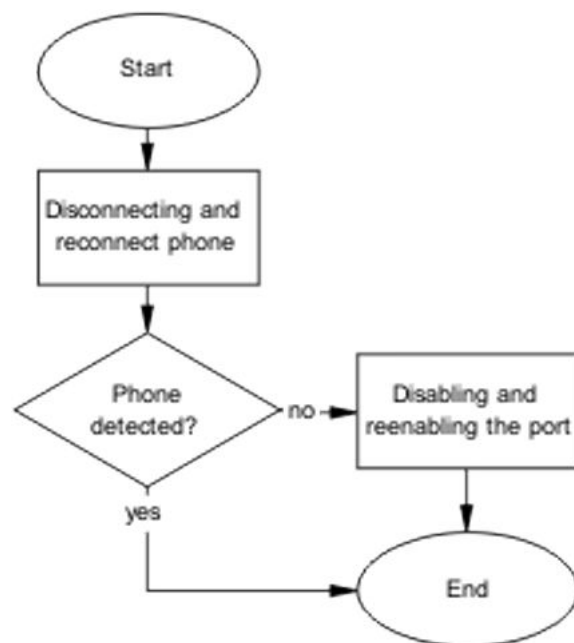 Start
Disconnecting and
reconnect phone
Phone
detected?
no
Disabling and
reenabling the port
yes
End